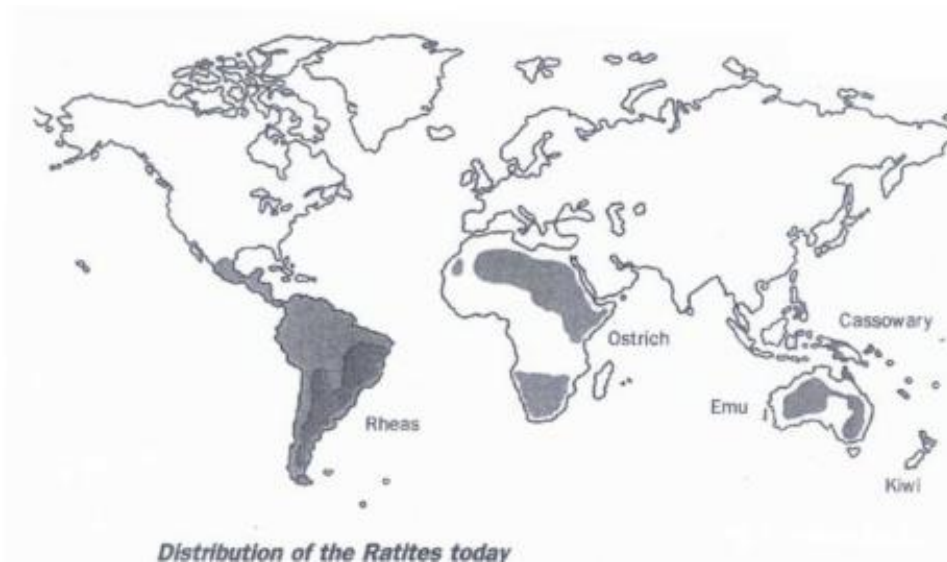 Cassowary
Ostrich
Emu
Rheas
Kiwi
Distribution of the Ratites today